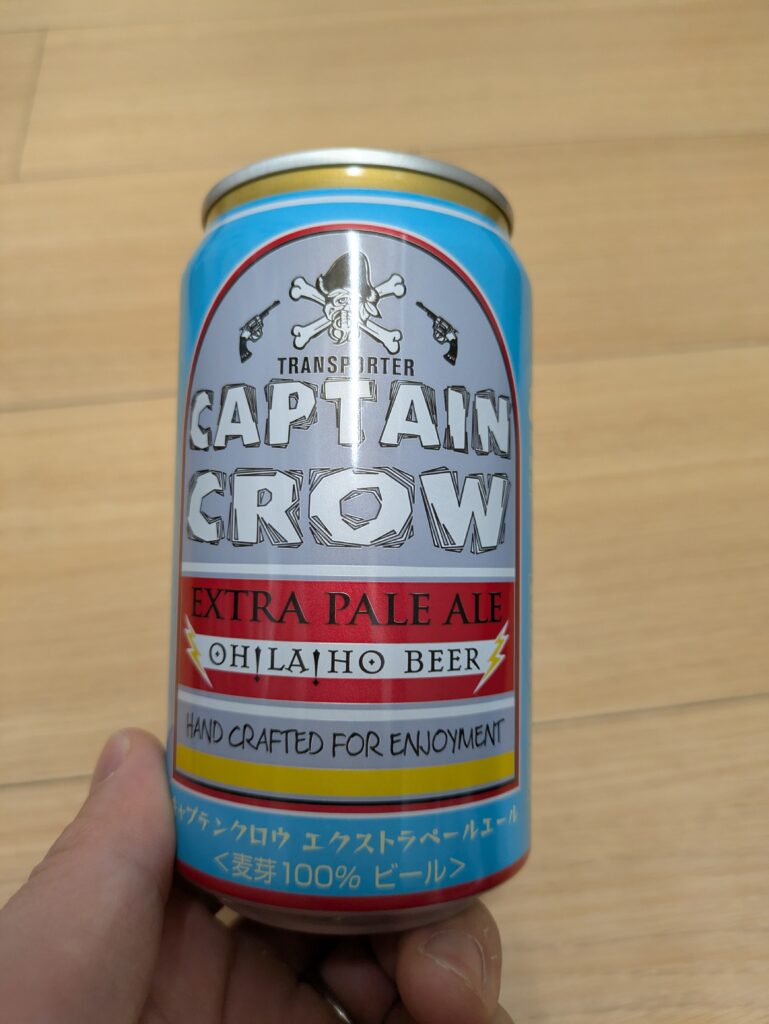 TRANSPORTER
CAPTAIN
CROW
EXTRA PALE ALE
OH!LA!HO BEER
HAND CRAFTED FOR ENJOYMENT
キャプテンクロウ エクストラペールエール
<麦芽100% ビール>